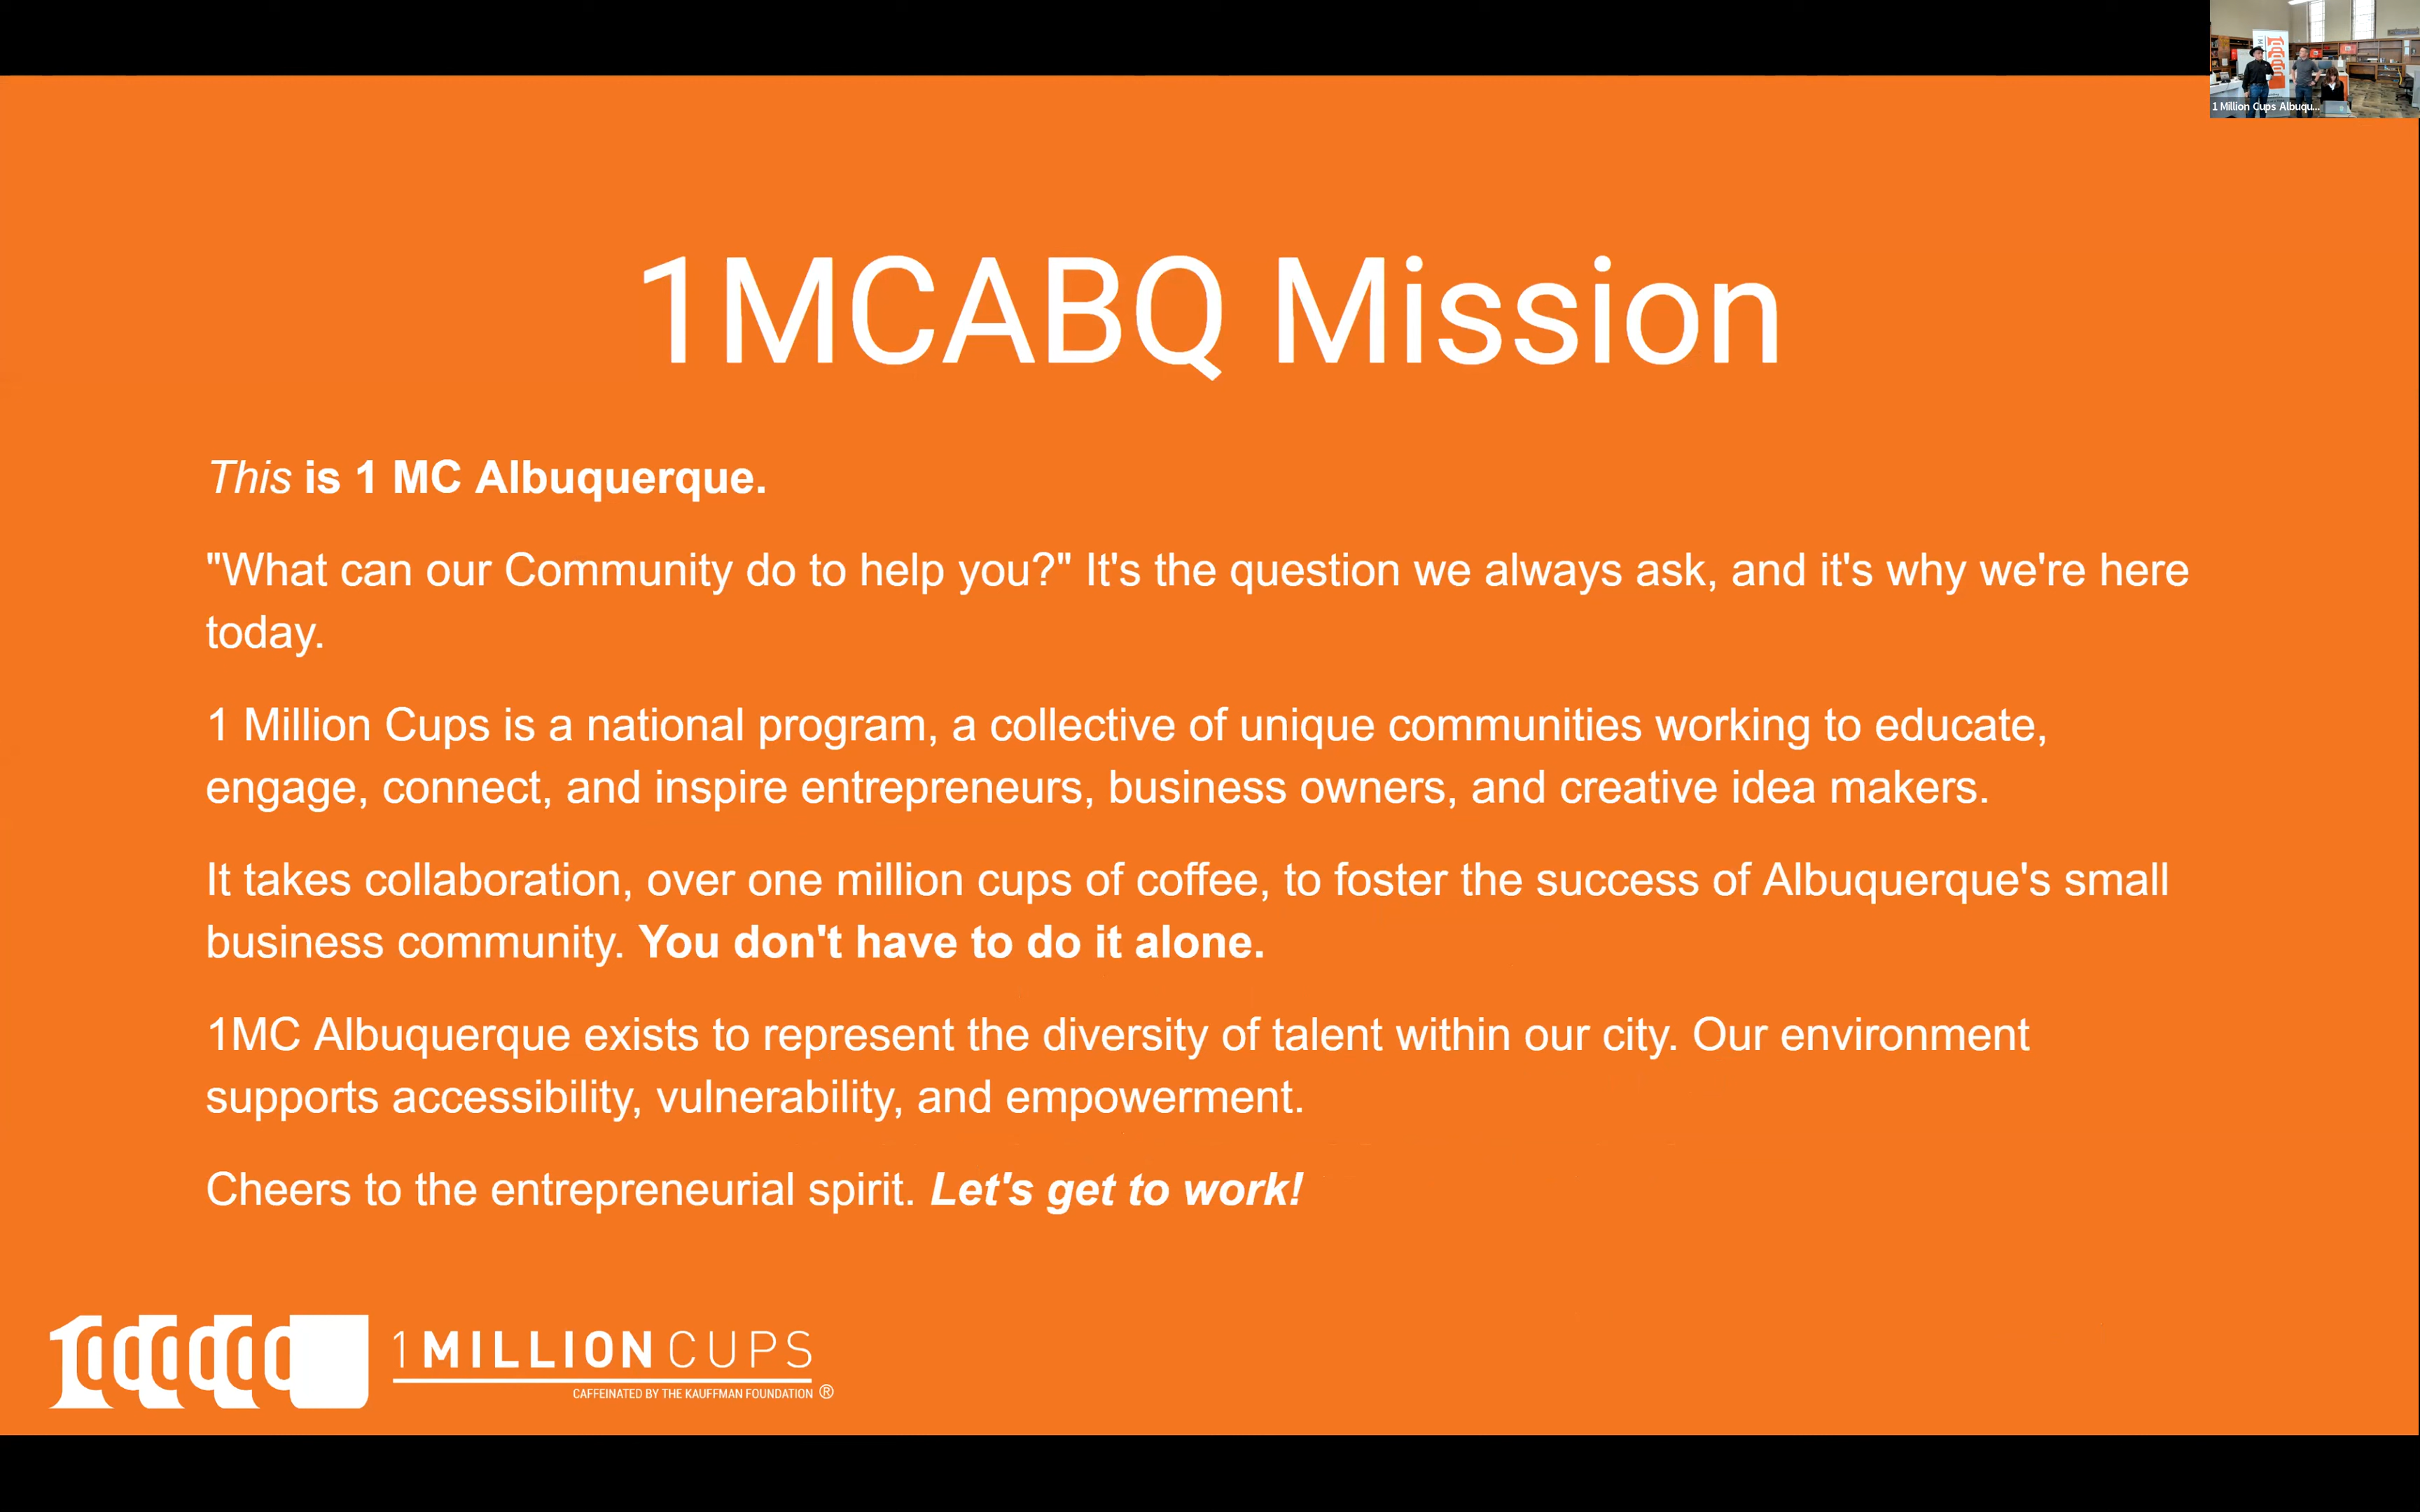 1 Million Cups Albuqu...
1MCABQ Mission
This is 1 MC Albuquerque.
"What can our Community do to help you?" It's the question we always ask, and it's why we're here
today.
1 Million Cups is a national program, a collective of unique communities working to educate,
engage, connect, and inspire entrepreneurs, business owners, and creative idea makers.
It takes collaboration, over one million cups of coffee, to foster the success of Albuquerque's small
business community. You don't have to do it alone.
1MC Albuquerque exists to represent the diversity of talent within our city. Our environment
supports accessibility, vulnerability, and empowerment.
Cheers to the entrepreneurial spirit. Let's get to work!
1 MILLION CUPS
CAFFEINATED BY THE KAUFFMAN FOUNDATION ®